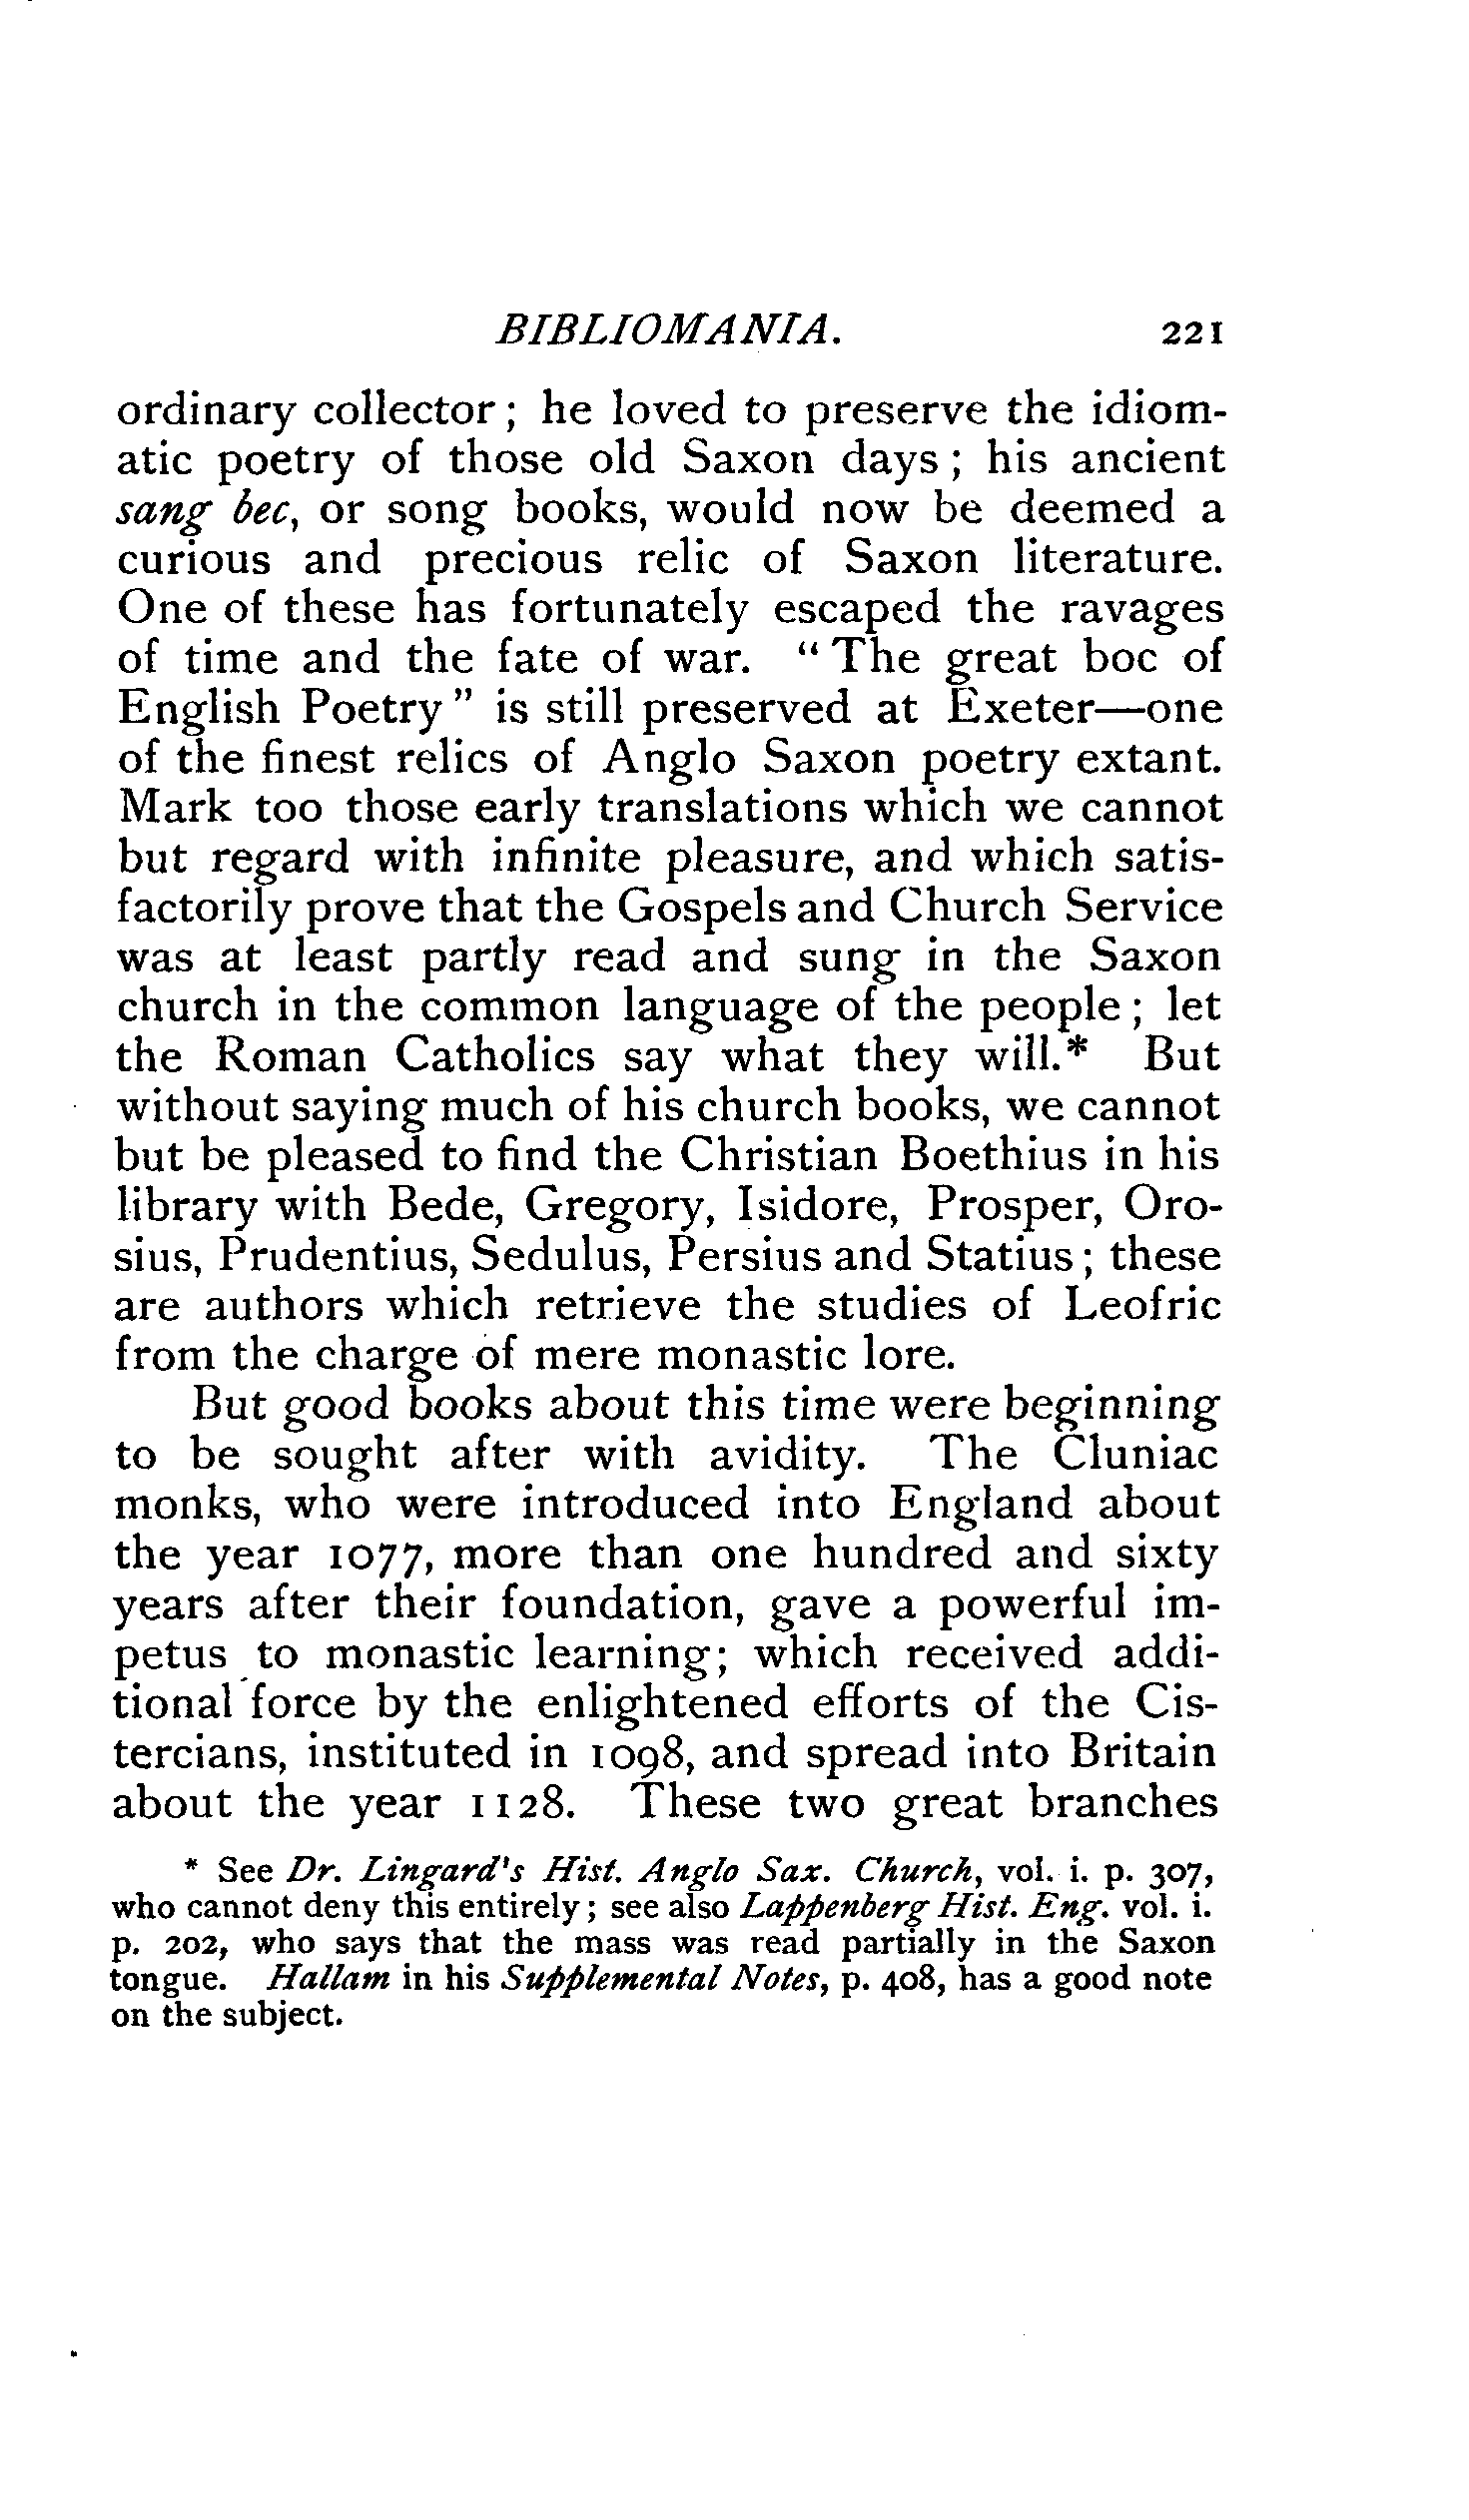 BIBLIOMANIA. 221
ordinary collector; he loved to preserve the idiom-
atic poetry of those old Saxon days; his ancient
sang bec, or song books, would now be deemed a
curious and precious relic of Saxon literature.
One of these has fortunately escaped the ravages
of time and the fate of war. "The great boc of
English Poetry" is still preserved at Exeter—one
of the finest relics of Anglo Saxon poetry extant.
Mark too those early translations which we cannot
but regard with infinite pleasure, and which satis-
factorily prove that the Gospels and Church Service
was at least partly read and sung in the Saxon
church in the common language of the people; let
the Roman Catholics say what they will.* But
without saying much of his church books, we cannot
but be pleased to find the Christian Boethius in his
library with Bede, Gregory, Isidore, Prosper, Oro-
sius, Prudentius, Sedulus, Persius and Statius; these
are authors which retrieve the studies of Leofric
from the charge of mere monastic lore.
But good books about this time were beginning
to be sought after with avidity. The Cluniac
monks, who were introduced into England about
the year 1077, more than one hundred and sixty
years after their foundation, gave a powerful im-
petus to monastic learning; which received addi-
tional force by the enlightened efforts of the Cis-
tercians, instituted in 1098, and spread into Britain
about the year 1128. These two great branches
* See Dr. Lingard's Hist. Anglo Sax. Church, vol. i. p. 307,
who cannot deny this entirely; see also Lappenberg Hist. Eng. vol. i.
p. 202, who says that the mass was read partially in the Saxon
tongue. Hallam in his Supplemental Notes, p. 408, has a good note
on the subject.